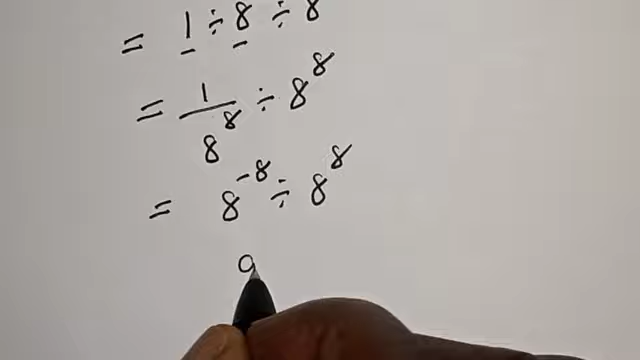 = 1 ÷ 8 ÷ 8
= 1/8^8 ÷ 8^8
= 8^-8 ÷ 8^8